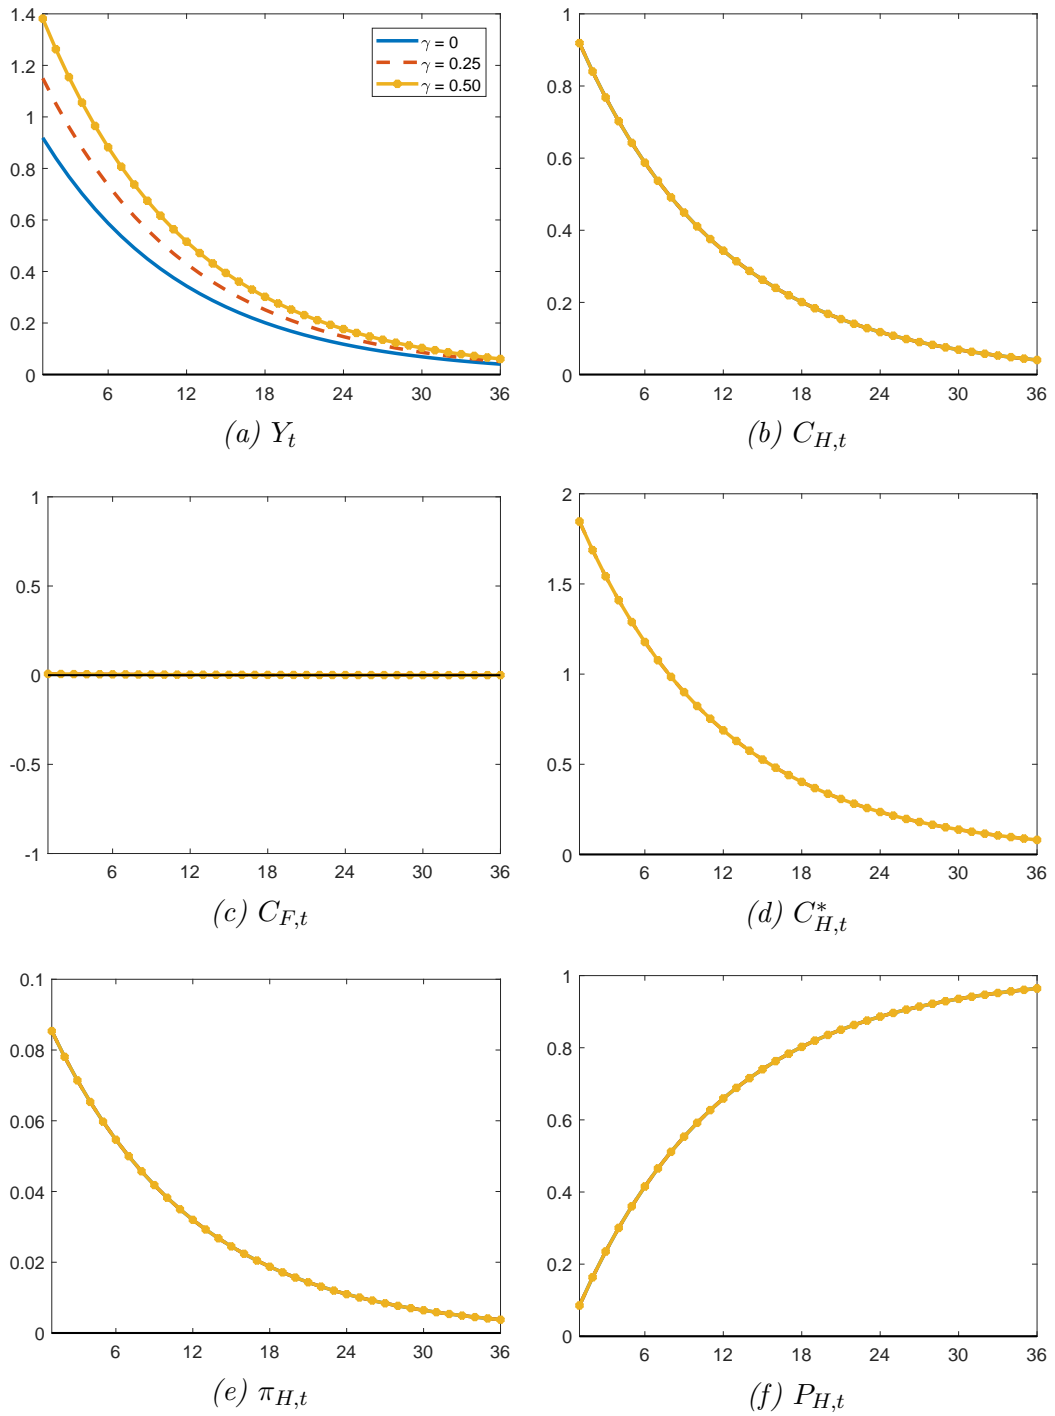 1.4
1.2
1
0.8
0.6
0.4
0.2
0
6 12 18 24 30 36
γ = 0
γ = 0.25
γ = 0.50
(a) Y_t
1
0.8
0.6
0.4
0.2
0
6 12 18 24 30 36
(b) C_{H,t}
1
0.5
0
-0.5
-1
6 12 18 24 30 36
(c) C_{F,t}
2
1.5
1
0.5
0
6 12 18 24 30 36
(d) C^*_{H,t}
0.1
0.08
0.06
0.04
0.02
0
6 12 18 24 30 36
(e) π_{H,t}
1
0.8
0.6
0.4
0.2
0
6 12 18 24 30 36
(f) P_{H,t}